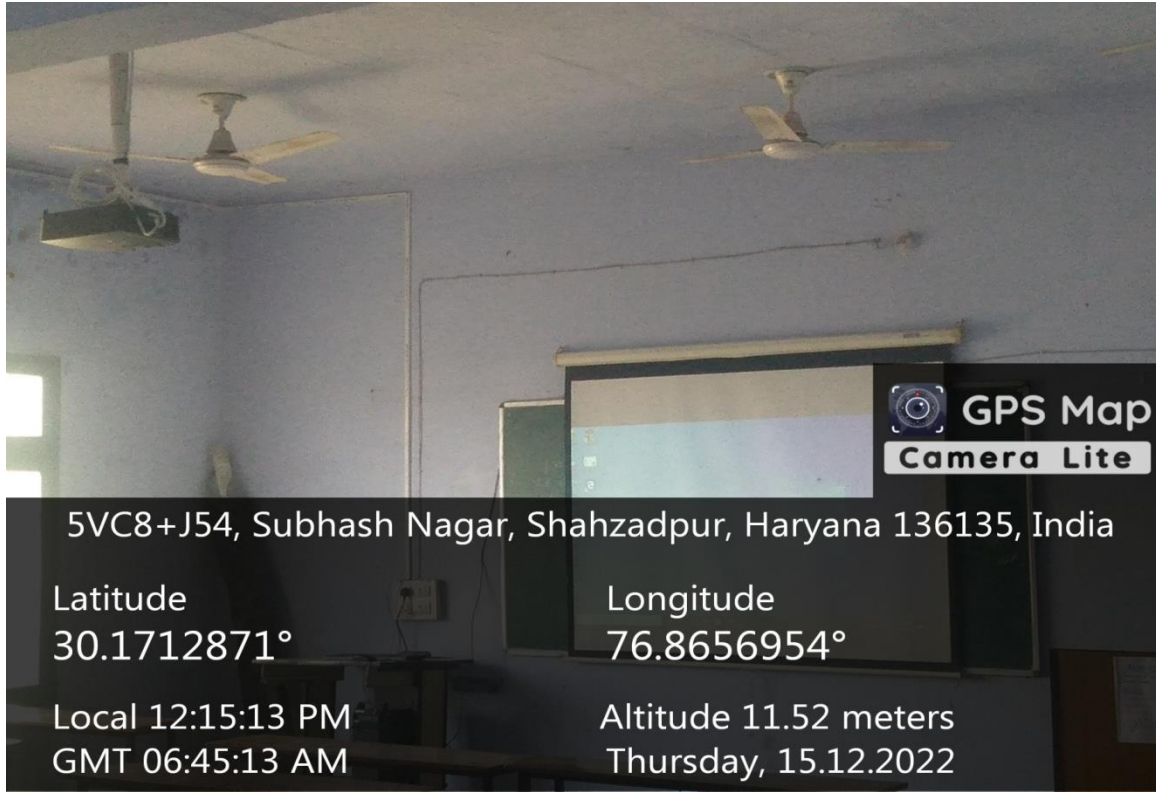 GPS Map
Camera Lite
5VC8+J54, Subhash Nagar, Shahzadpur, Haryana 136135, India
Latitude
30.1712871°
Longitude
76.8656954°
Local 12:15:13 PM
GMT 06:45:13 AM
Altitude 11.52 meters
Thursday, 15.12.2022